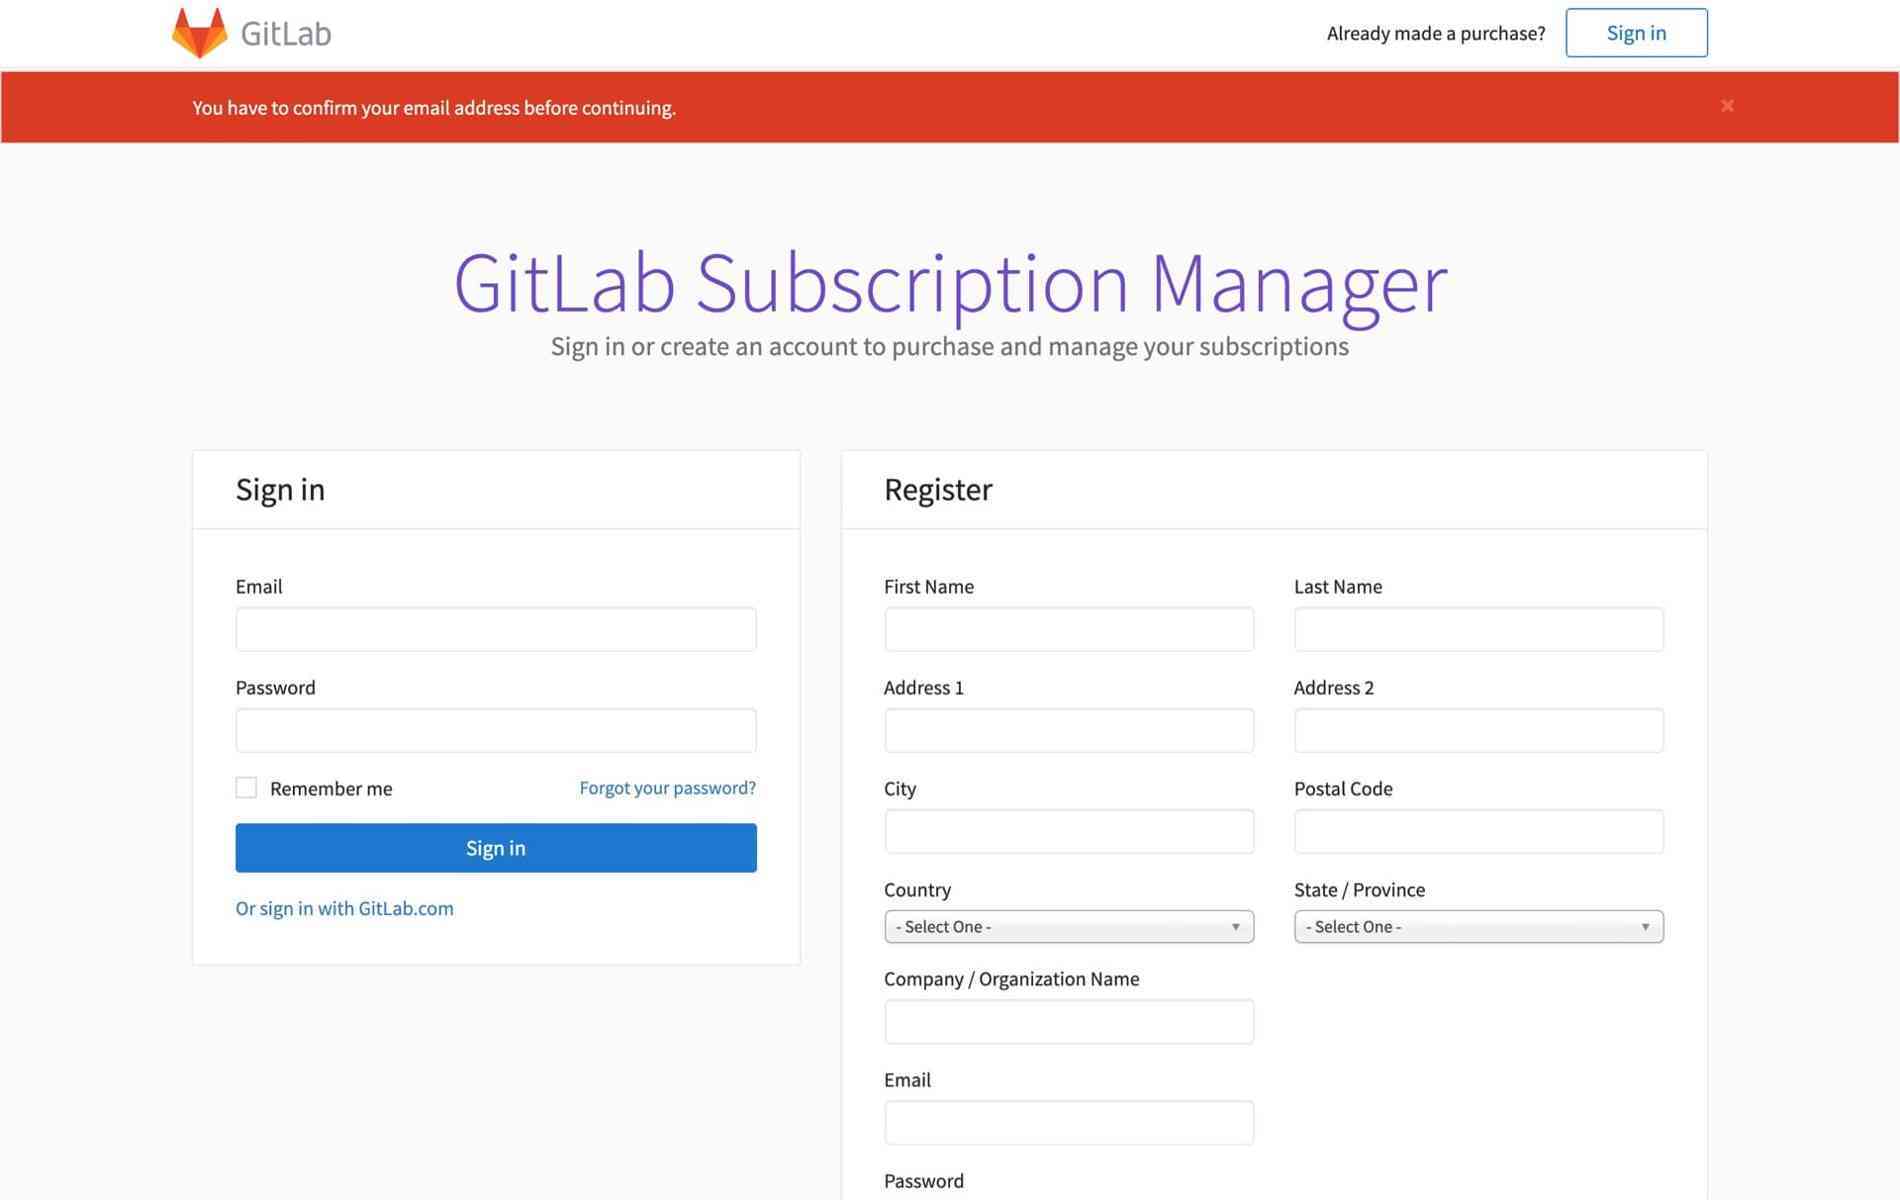 GitLab
Already made a purchase?
Sign in
You have to confirm your email address before continuing.
×
GitLab Subscription Manager
Sign in or create an account to purchase and manage your subscriptions
Sign in
Email
Password
Remember me
Forgot your password?
Sign in
Or sign in with GitLab.com
Register
First Name
Last Name
Address 1
Address 2
City
Postal Code
Country
State / Province
- Select One -
- Select One -
Company / Organization Name
Email
Password